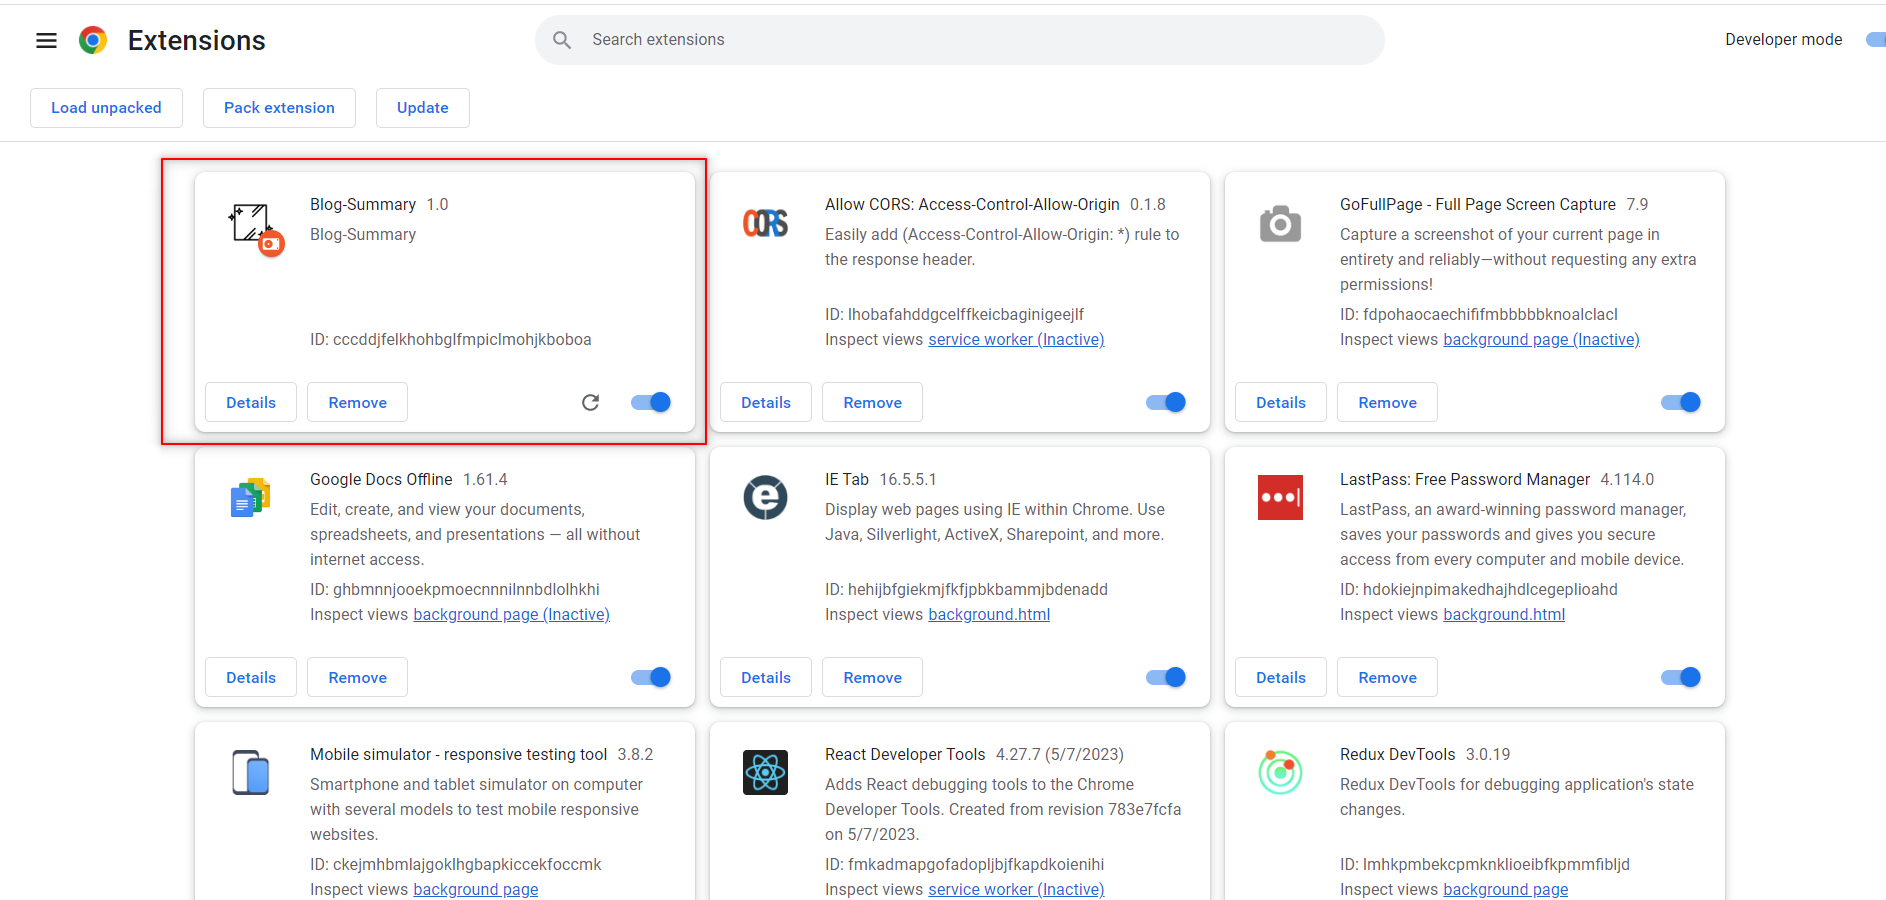 Extensions
Search extensions
Developer mode
Load unpacked
Pack extension
Update
Blog-Summary 1.0
Blog-Summary
ID: cccddjfelkhohbglfmpiclmohjkboboa
Details
Remove
CORS
Allow CORS: Access-Control-Allow-Origin 0.1.8
Easily add (Access-Control-Allow-Origin: *) rule to
the response header.
ID: lhobafahddgcelffkeicbaginigeejlf
Inspect views service worker (Inactive)
Details
Remove
GoFullPage - Full Page Screen Capture 7.9
Capture a screenshot of your current page in
entirety and reliably—without requesting any extra
permissions!
ID: fdpohaocaechififmbbbbbknoalclacl
Inspect views background page (Inactive)
Details
Remove
Google Docs Offline 1.61.4
Edit, create, and view your documents,
spreadsheets, and presentations — all without
internet access.
ID: ghbmnnjooekpmoecnnnilnnbdlolhkhi
Inspect views background page (Inactive)
Details
Remove
IE Tab 16.5.5.1
Display web pages using IE within Chrome. Use
Java, Silverlight, ActiveX, Sharepoint, and more.
ID: hehijbfgiekmjfkfjpbkbammjbdenadd
Inspect views background.html
Details
Remove
LastPass: Free Password Manager 4.114.0
LastPass, an award-winning password manager,
saves your passwords and gives you secure
access from every computer and mobile device.
ID: hdokiejnpimakedhajhdlcegeplioahd
Inspect views background.html
Details
Remove
Mobile simulator - responsive testing tool 3.8.2
Smartphone and tablet simulator on computer
with several models to test mobile responsive
websites.
ID: ckejmhbmlajgoklhgbapkiccekfoccmk
Inspect views background page
React Developer Tools 4.27.7 (5/7/2023)
Adds React debugging tools to the Chrome
Developer Tools. Created from revision 783e7fcfa
on 5/7/2023.
ID: fmkadmapgofadopljbjfkapdkoienihi
Inspect views service worker (Inactive)
Redux DevTools 3.0.19
Redux DevTools for debugging application's state
changes.
ID: lmhkpmbekcpmknklioeibfkpmmfibljd
Inspect views background page